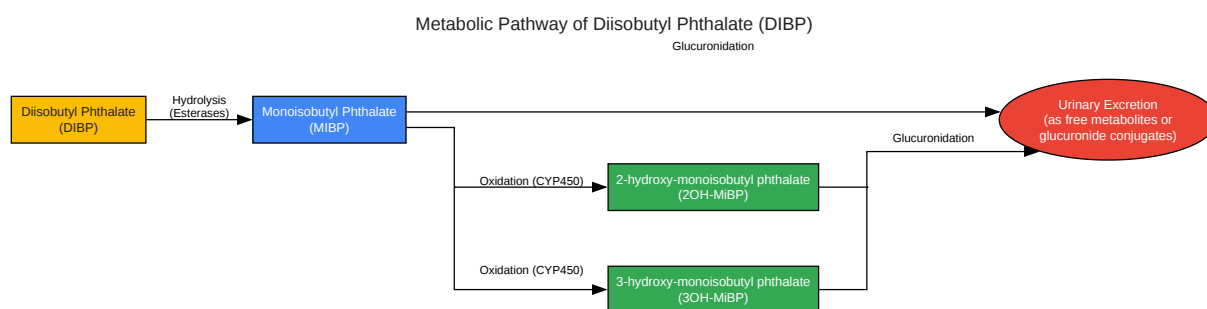 Metabolic Pathway of Diisobutyl Phthalate (DIBP)
Glucuronidation
Diisobutyl Phthalate
(DIBP)
Hydrolysis
(Esterases)
Monoisobutyl Phthalate
(MIBP)
Urinary Excretion
(as free metabolites or
glucuronide conjugates)
Glucuronidation
Oxidation (CYP450)
2-hydroxy-monoisobutyl phthalate
(2OH-MiBP)
Oxidation (CYP450)
3-hydroxy-monoisobutyl phthalate
(3OH-MiBP)